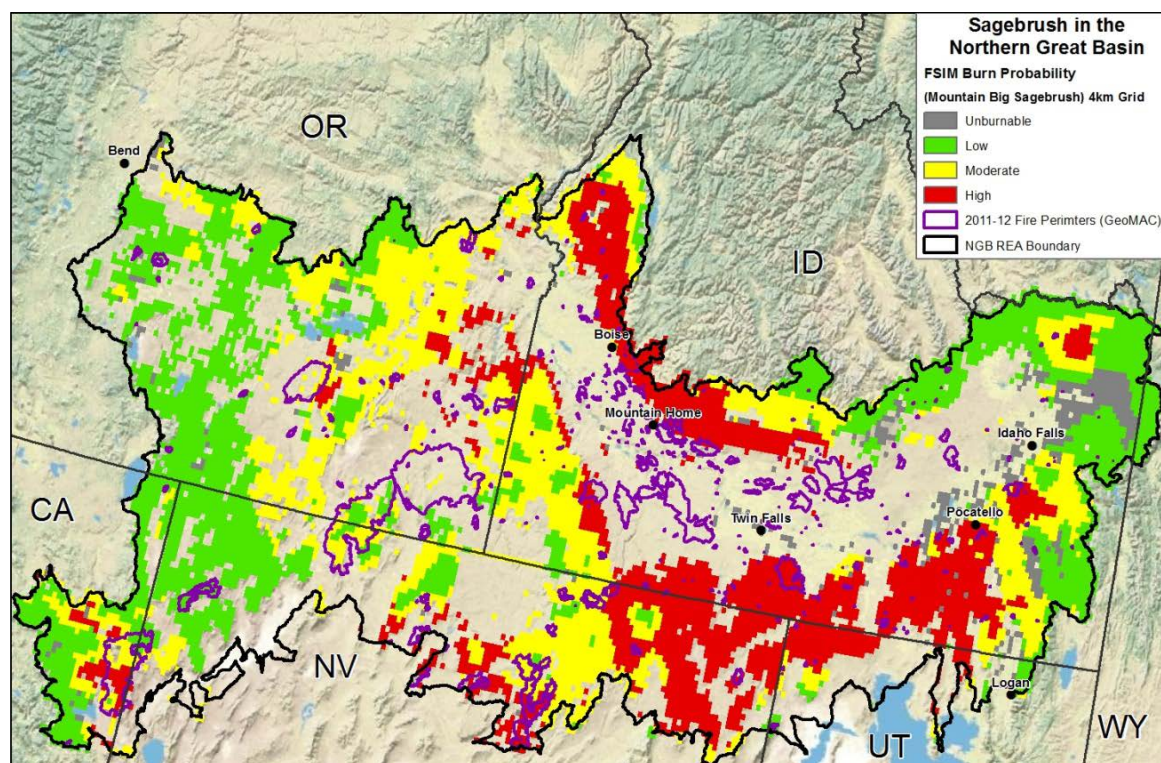 Sagebrush in the
Northern Great Basin
FSIM Burn Probability
(Mountain Big Sagebrush) 4km Grid
Unburnable
Low
Moderate
High
2011-12 Fire Perimters (GeoMAC)
NGB REA Boundary
OR
Bend
ID
Boise
Mountain Home
Idaho Falls
CA
Twin Falls
Pocatello
NV
Logan
WY
UT